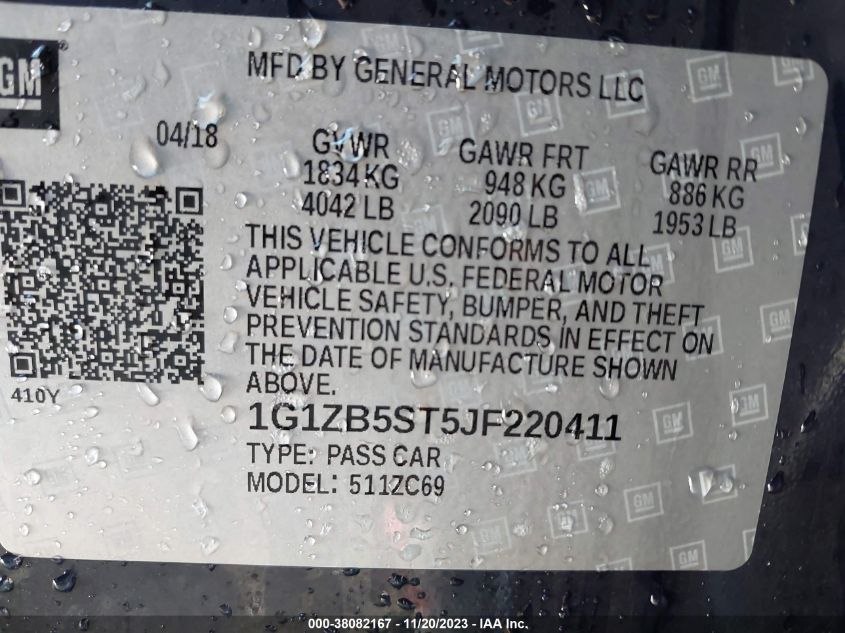 GM
MFD BY GENERAL MOTORS LLC
04/18
GVWR
1834 KG
4042 LB
GAWR FRT
948 KG
2090 LB
GAWR RR
886 KG
1953 LB
THIS VEHICLE CONFORMS TO ALL
APPLICABLE U.S. FEDERAL MOTOR
VEHICLE SAFETY, BUMPER, AND THEFT
PREVENTION STANDARDS IN EFFECT ON
THE DATE OF MANUFACTURE SHOWN
ABOVE.
410Y
1G1ZB5ST5JF220411
TYPE: PASS CAR
MODEL: 511ZC69
000-38082167 - 11/20/2023 - IAA Inc.